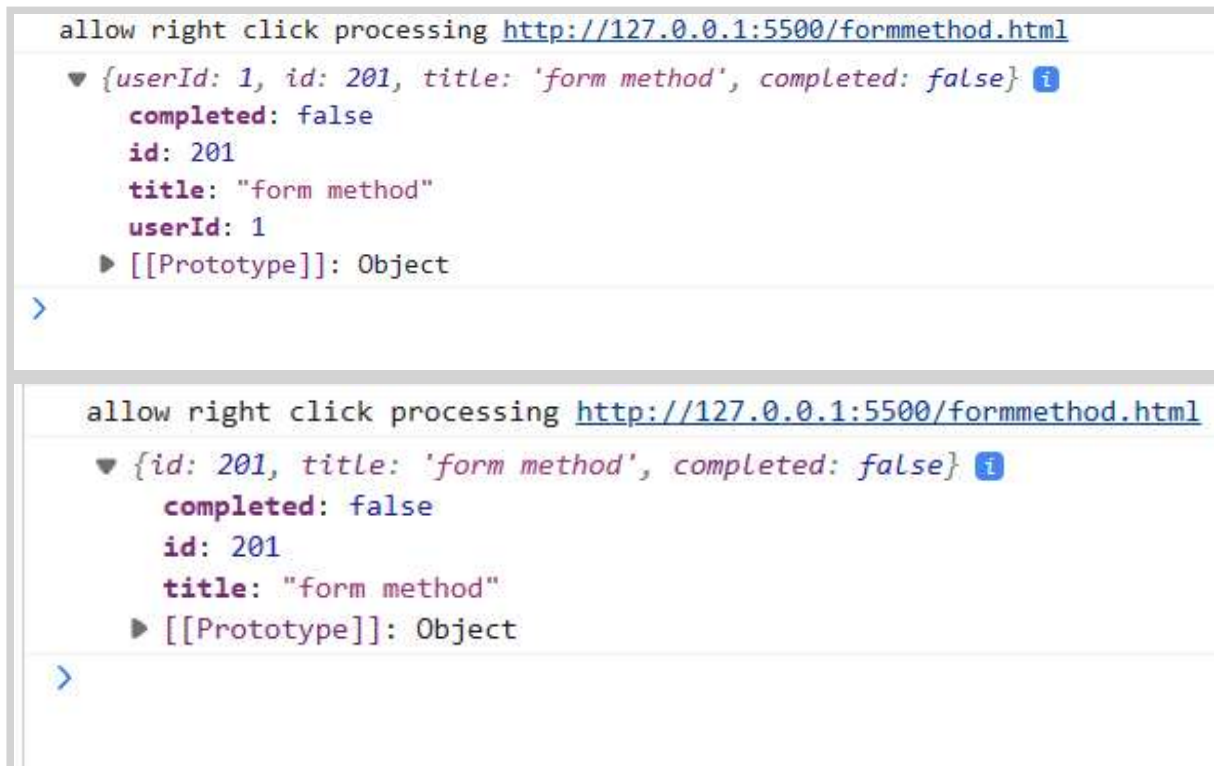 allow right click processing http://127.0.0.1:5500/formmethod.html
▼ {userId: 1, id: 201, title: 'form method', completed: false} i
completed: false
id: 201
title: "form method"
userId: 1
▶ [[Prototype]]: Object
>
allow right click processing http://127.0.0.1:5500/formmethod.html
▼ {id: 201, title: 'form method', completed: false} i
completed: false
id: 201
title: "form method"
▶ [[Prototype]]: Object
>